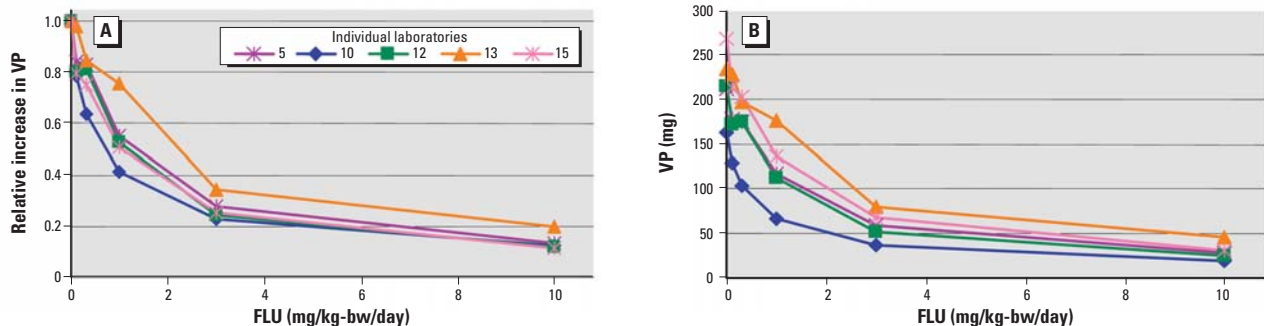 A
Individual laboratories
5 10 12 13 15
Relative increase in VP
1.0
0.8
0.6
0.4
0.2
0
0 2 4 6 8 10
FLU (mg/kg-bw/day)
B
VP (mg)
300
250
200
150
100
50
0
0 2 4 6 8 10
FLU (mg/kg-bw/day)